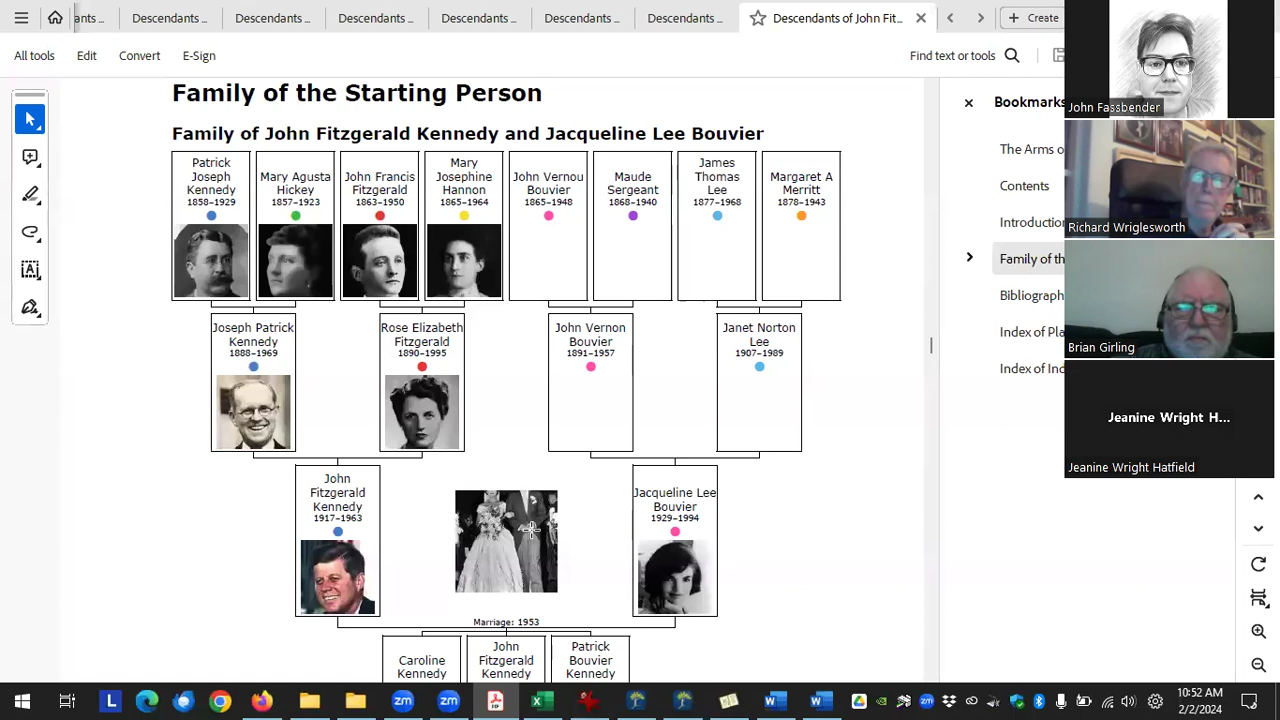 ants ...
Descendants ...
Descendants ...
Descendants ...
Descendants ...
Descendants ...
Descendants ...
Descendants of John Fit...
Create
All tools
Edit
Convert
E-Sign
Find text or tools
Family of the Starting Person
Family of John Fitzgerald Kennedy and Jacqueline Lee Bouvier
Patrick
Joseph
Kennedy
1858-1929
Mary Agusta
Hickey
1857-1923
John Francis
Fitzgerald
1863-1950
Mary
Josephine
Hannon
1865-1964
John Vernou
Bouvier
1865-1948
Maude
Sergeant
1868-1940
James
Thomas
Lee
1877-1968
Margaret A
Merritt
1878-1943
Joseph Patrick
Kennedy
1888-1969
Rose Elizabeth
Fitzgerald
1890-1995
John Vernon
Bouvier
1891-1957
Janet Norton
Lee
1907-1989
John
Fitzgerald
Kennedy
1917-1963
Jacqueline Lee
Bouvier
1929-1994
Marriage: 1953
Caroline
Kennedy
John
Fitzgerald
Kennedy
Patrick
Bouvier
Kennedy
Bookmarks
The Arms o
Contents
Introduction
Family of th
Bibliograph
Index of Pla
Index of Ind
John Fassbender
Richard Wriglesworth
Brian Girling
Jeanine Wright H...
Jeanine Wright Hatfield
L
zm
zm
zm
10:52 AM
2/2/2024